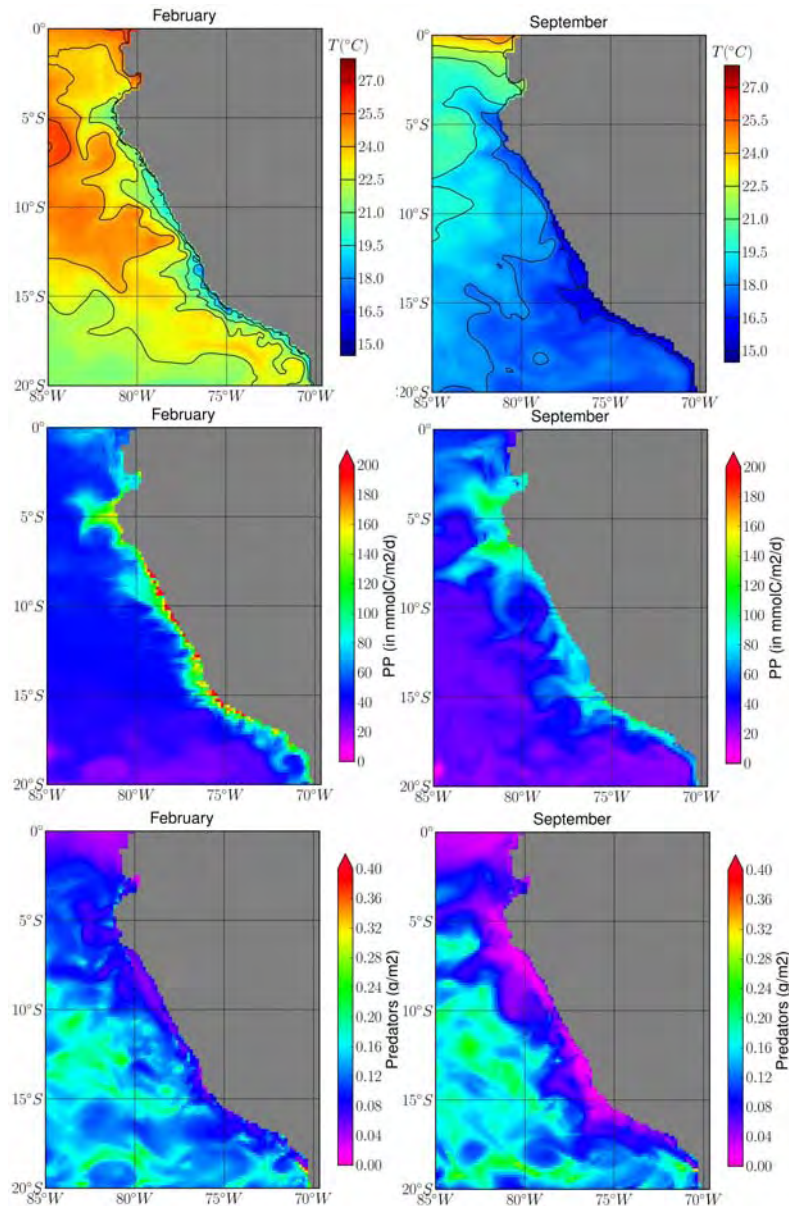 February
September
T(°C)
T(°C)
0°
5°S
10°S
15°S
20°S
85°W
80°W
75°W
70°W
27.0
25.5
24.0
22.5
21.0
19.5
18.0
16.5
15.0
0°
5°S
10°S
15°S
20°S
85°W
80°W
75°W
70°W
27.0
25.5
24.0
22.5
21.0
19.5
18.0
16.5
15.0
February
September
0°
5°S
10°S
15°S
20°S
85°W
80°W
75°W
70°W
200
180
160
140
120
100
80
60
40
20
0
PP (in mmolC/m2/d)
0°
5°S
10°S
15°S
20°S
85°W
80°W
75°W
70°W
200
180
160
140
120
100
80
60
40
20
0
PP (in mmolC/m2/d)
February
September
0°
5°S
10°S
15°S
20°S
85°W
80°W
75°W
70°W
0.40
0.36
0.32
0.28
0.24
0.20
0.16
0.12
0.08
0.04
0.00
Predators (g/m2)
0°
5°S
10°S
15°S
20°S
85°W
80°W
75°W
70°W
0.40
0.36
0.32
0.28
0.24
0.20
0.16
0.12
0.08
0.04
0.00
Predators (g/m2)